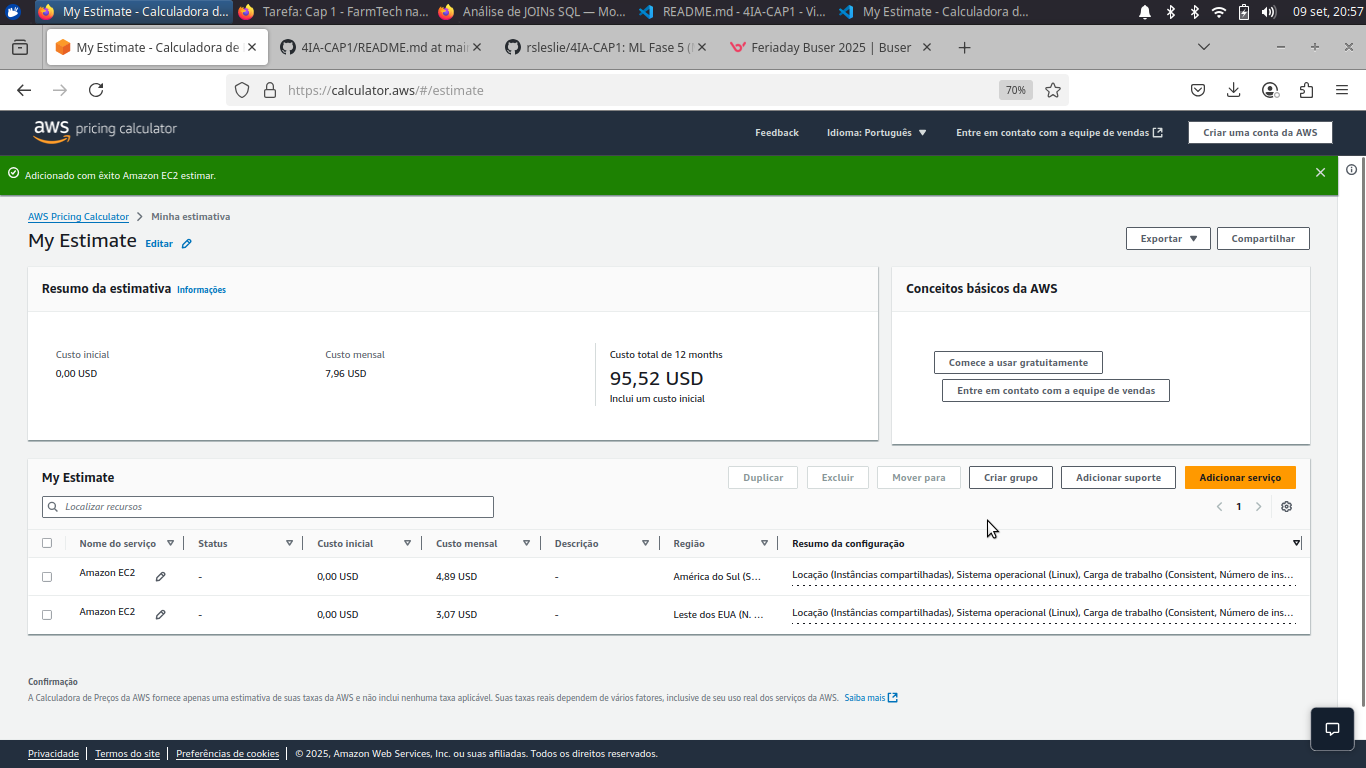 My Estimate - Calculadora d...
Tarefa: Cap 1 - FarmTech na...
Análise de JOINs SQL — Mo...
README.md - 4IA-CAP1 - Vi...
My Estimate - Calculadora d...
09 set, 20:57
My Estimate - Calculadora de
4IA-CAP1/README.md at mai
rsleslie/4IA-CAP1: ML Fase 5 (
Feriaday Buser 2025 | Buser
https://calculator.aws/#/estimate
70%
aws pricing calculator
Feedback
Idioma: Português
Entre em contato com a equipe de vendas
Criar uma conta da AWS
Adicionado com êxito Amazon EC2 estimar.
AWS Pricing Calculator
Minha estimativa
My Estimate
Editar
Exportar
Compartilhar
Resumo da estimativa
Informações
Conceitos básicos da AWS
Custo inicial
0,00 USD
Custo mensal
7,96 USD
Custo total de 12 months
95,52 USD
Inclui um custo inicial
Comece a usar gratuitamente
Entre em contato com a equipe de vendas
My Estimate
Duplicar
Excluir
Mover para
Criar grupo
Adicionar suporte
Adicionar serviço
Localizar recursos
1
Nome do serviço
Status
Custo inicial
Custo mensal
Descrição
Região
Resumo da configuração
Amazon EC2
-
0,00 USD
4,89 USD
-
América do Sul (S...
Locação (Instâncias compartilhadas), Sistema operacional (Linux), Carga de trabalho (Consistent, Número de ins...
Amazon EC2
-
0,00 USD
3,07 USD
-
Leste dos EUA (N. ...
Locação (Instâncias compartilhadas), Sistema operacional (Linux), Carga de trabalho (Consistent, Número de ins...
Confirmação
A Calculadora de Preços da AWS fornece apenas uma estimativa de suas taxas da AWS e não inclui nenhuma taxa aplicável. Suas taxas reais dependem de vários fatores, inclusive de seu uso real dos serviços da AWS. Saiba mais
Privacidade
Termos do site
Preferências de cookies
© 2025, Amazon Web Services, Inc. ou suas afiliadas. Todos os direitos reservados.